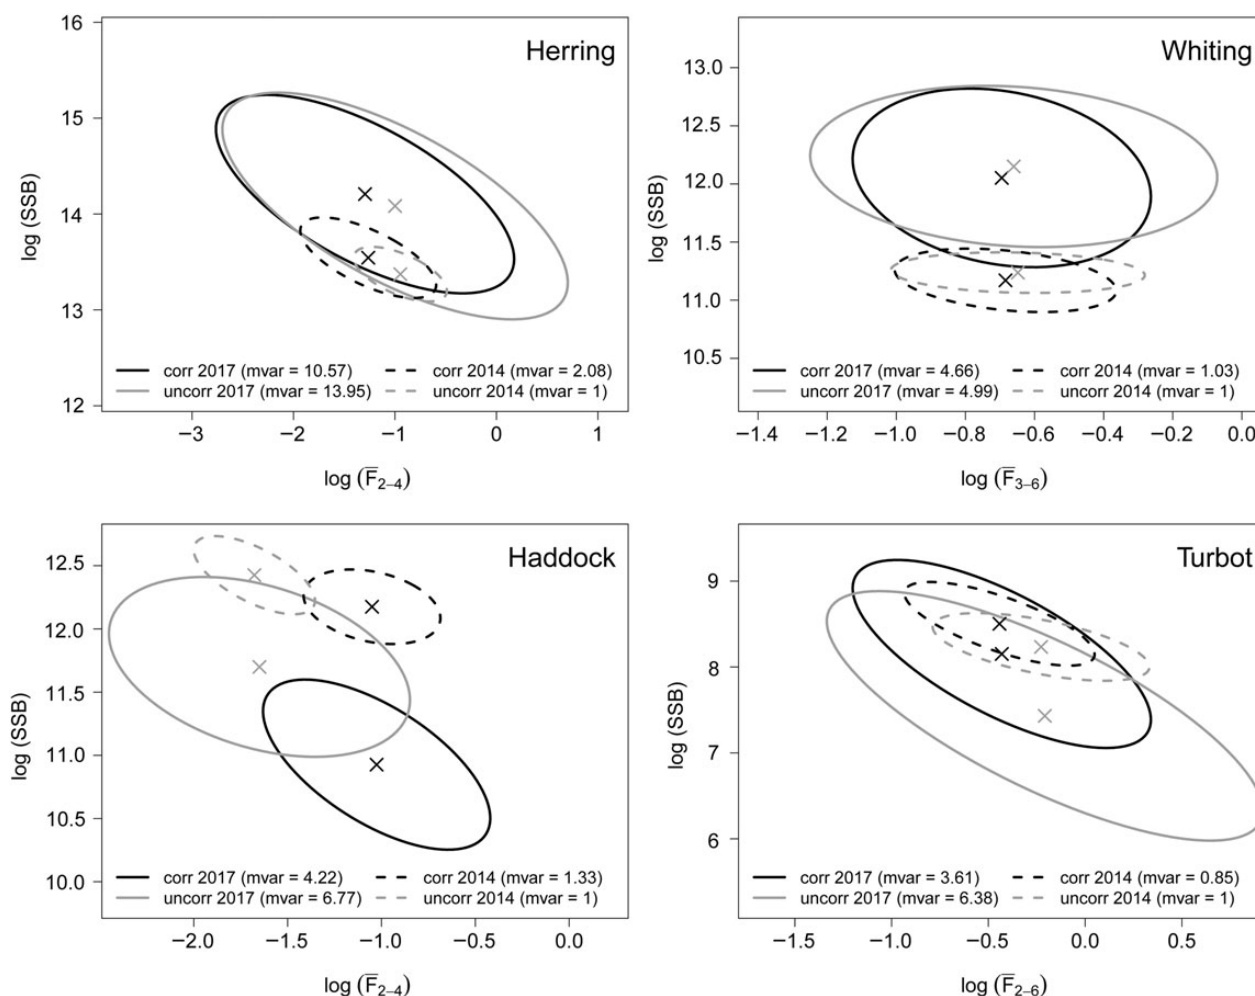 Herring
16
15
14
13
12
log (SSB)
corr 2017 (mvar = 10.57) corr 2014 (mvar = 2.08)
uncorr 2017 (mvar = 13.95) uncorr 2014 (mvar = 1)
−3 −2 −1 0 1
log (F̅2–4)
Whiting
13.0
12.5
12.0
11.5
11.0
10.5
log (SSB)
corr 2017 (mvar = 4.66) corr 2014 (mvar = 1.03)
uncorr 2017 (mvar = 4.99) uncorr 2014 (mvar = 1)
−1.4 −1.2 −1.0 −0.8 −0.6 −0.4 −0.2 0.0
log (F̅3–6)
Haddock
12.5
12.0
11.5
11.0
10.5
10.0
log (SSB)
corr 2017 (mvar = 4.22) corr 2014 (mvar = 1.33)
uncorr 2017 (mvar = 6.77) uncorr 2014 (mvar = 1)
−2.0 −1.5 −1.0 −0.5 0.0
log (F̅2–4)
Turbot
9
8
7
6
log (SSB)
corr 2017 (mvar = 3.61) corr 2014 (mvar = 0.85)
uncorr 2017 (mvar = 6.38) uncorr 2014 (mvar = 1)
−1.5 −1.0 −0.5 0.0 0.5
log (F̅2–6)